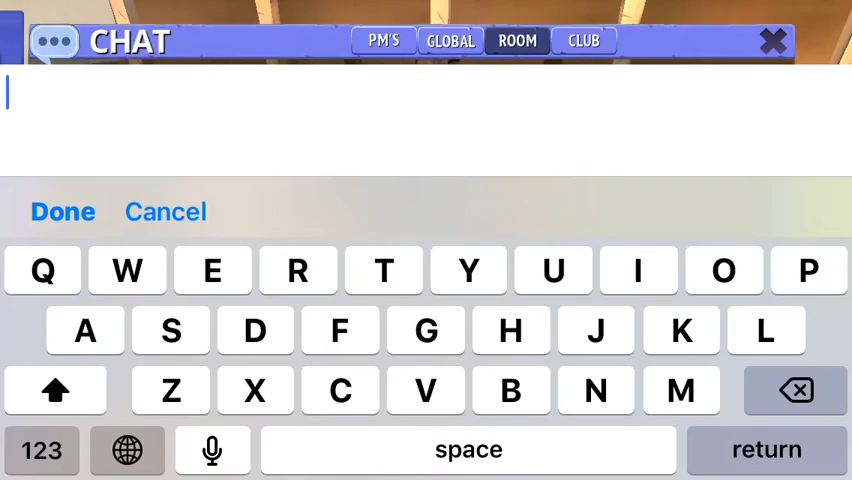 CHAT PM'S GLOBAL ROOM CLUB
Done Cancel
Q W E R T Y U I O P
A S D F G H J K L
Z X C V B N M
123 space return